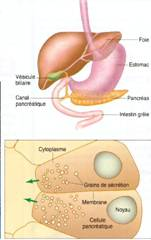 Foie
Estomac
Vésicule
biliaire
Canal
pancréatique
Pancréas
Intestin grêle
Cytoplasme
Grains de sécrétion
Membrane
Noyau
Cellule
pancréatique